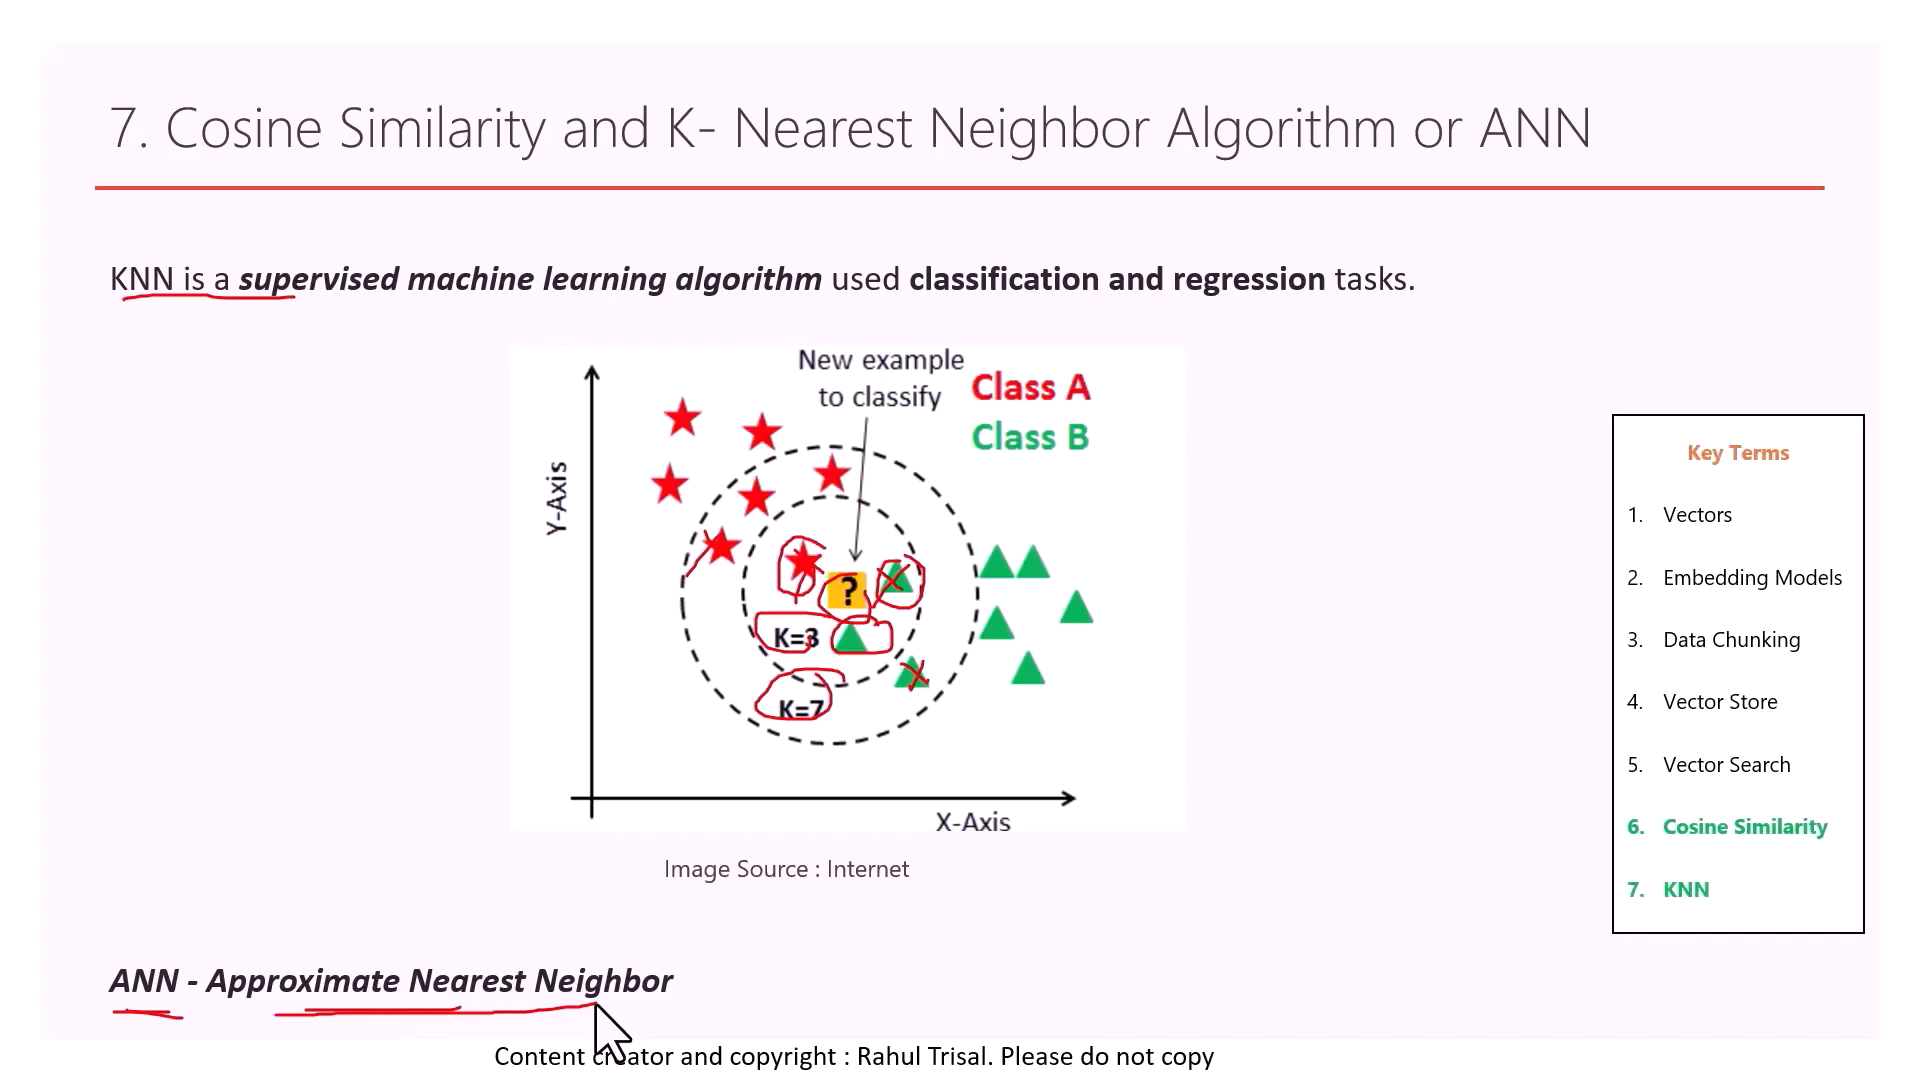 7. Cosine Similarity and K- Nearest Neighbor Algorithm or ANN
KNN is a supervised machine learning algorithm used classification and regression tasks.
New example
to classify
Class A
Class B
Y-Axis
?
K=3
K=7
X-Axis
Image Source : Internet
Key Terms
1. Vectors
2. Embedding Models
3. Data Chunking
4. Vector Store
5. Vector Search
6. Cosine Similarity
7. KNN
ANN - Approximate Nearest Neighbor
Content creator and copyright : Rahul Trisal. Please do not copy